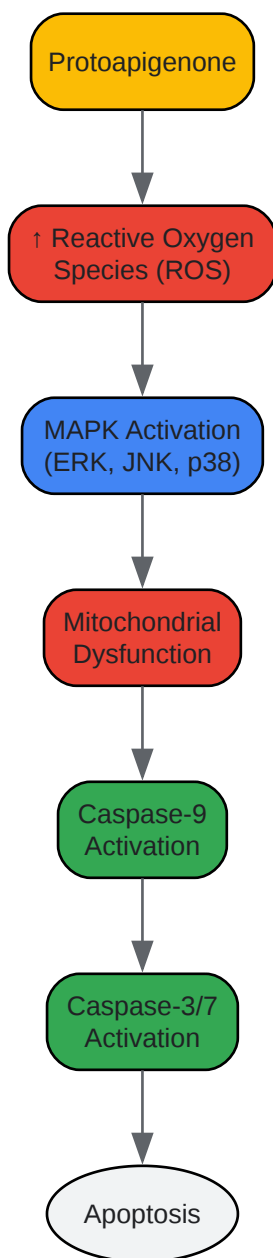 Protoapigenone
↑ Reactive Oxygen
Species (ROS)
MAPK Activation
(ERK, JNK, p38)
Mitochondrial
Dysfunction
Caspase-9
Activation
Caspase-3/7
Activation
Apoptosis